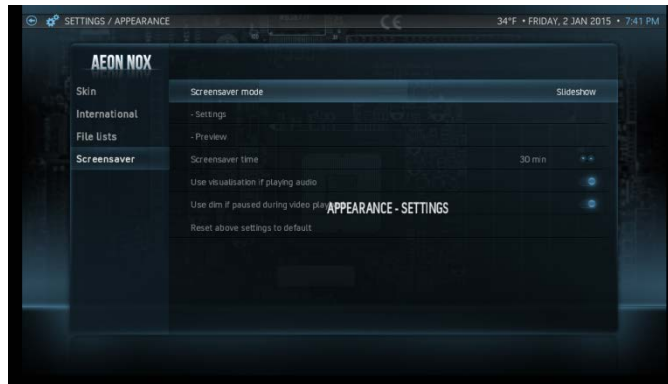 SETTINGS / APPEARANCE
34°F • FRIDAY, 2 JAN 2015 • 7:41 PM
AEON NOX
Skin
International
File lists
Screensaver
Screensaver mode Slideshow
- Settings
- Preview
Screensaver time 30 min
Use visualisation if playing audio
Use dim if paused during video
APPEARANCE - SETTINGS
Reset above settings to default